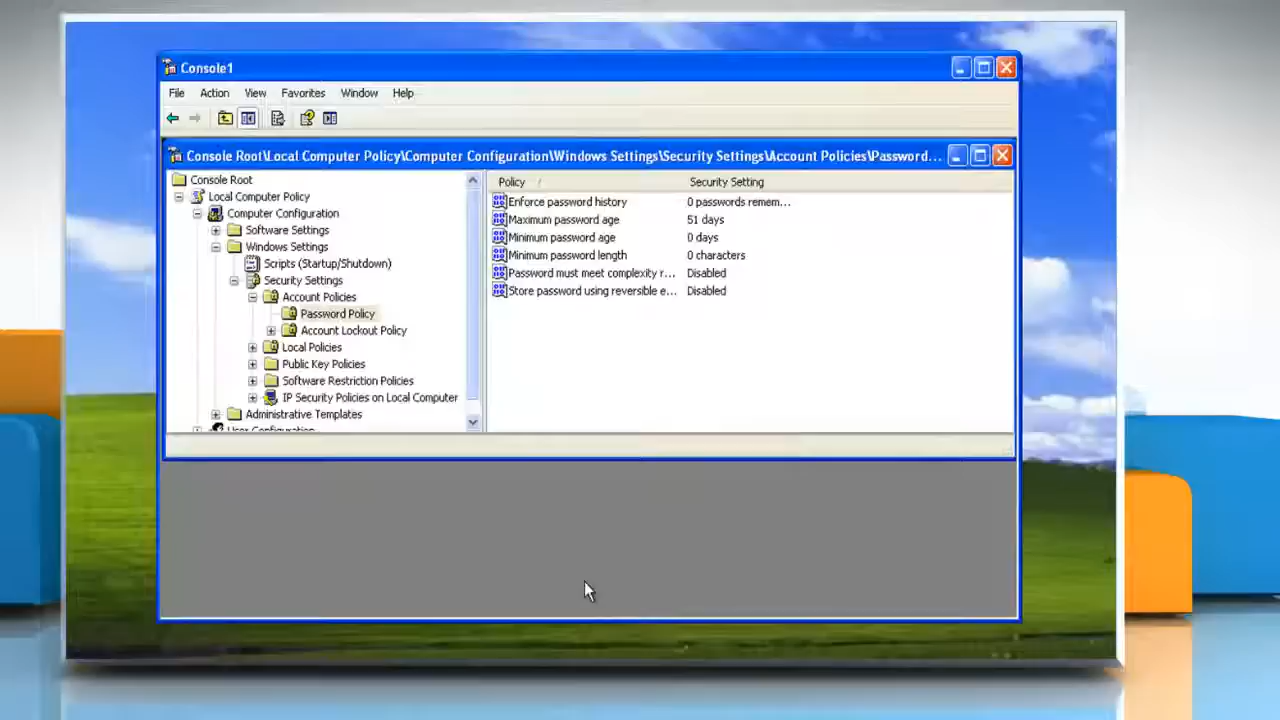 Console1
File Action View Favorites Window Help
Console Root\Local Computer Policy\Computer Configuration\Windows Settings\Security Settings\Account Policies\Password...
Console Root
Local Computer Policy
Computer Configuration
Software Settings
Windows Settings
Scripts (Startup/Shutdown)
Security Settings
Account Policies
Password Policy
Account Lockout Policy
Local Policies
Public Key Policies
Software Restriction Policies
IP Security Policies on Local Computer
Administrative Templates
User Configuration
Policy Security Setting
Enforce password history 0 passwords remem...
Maximum password age 51 days
Minimum password age 0 days
Minimum password length 0 characters
Password must meet complexity r... Disabled
Store password using reversible e... Disabled